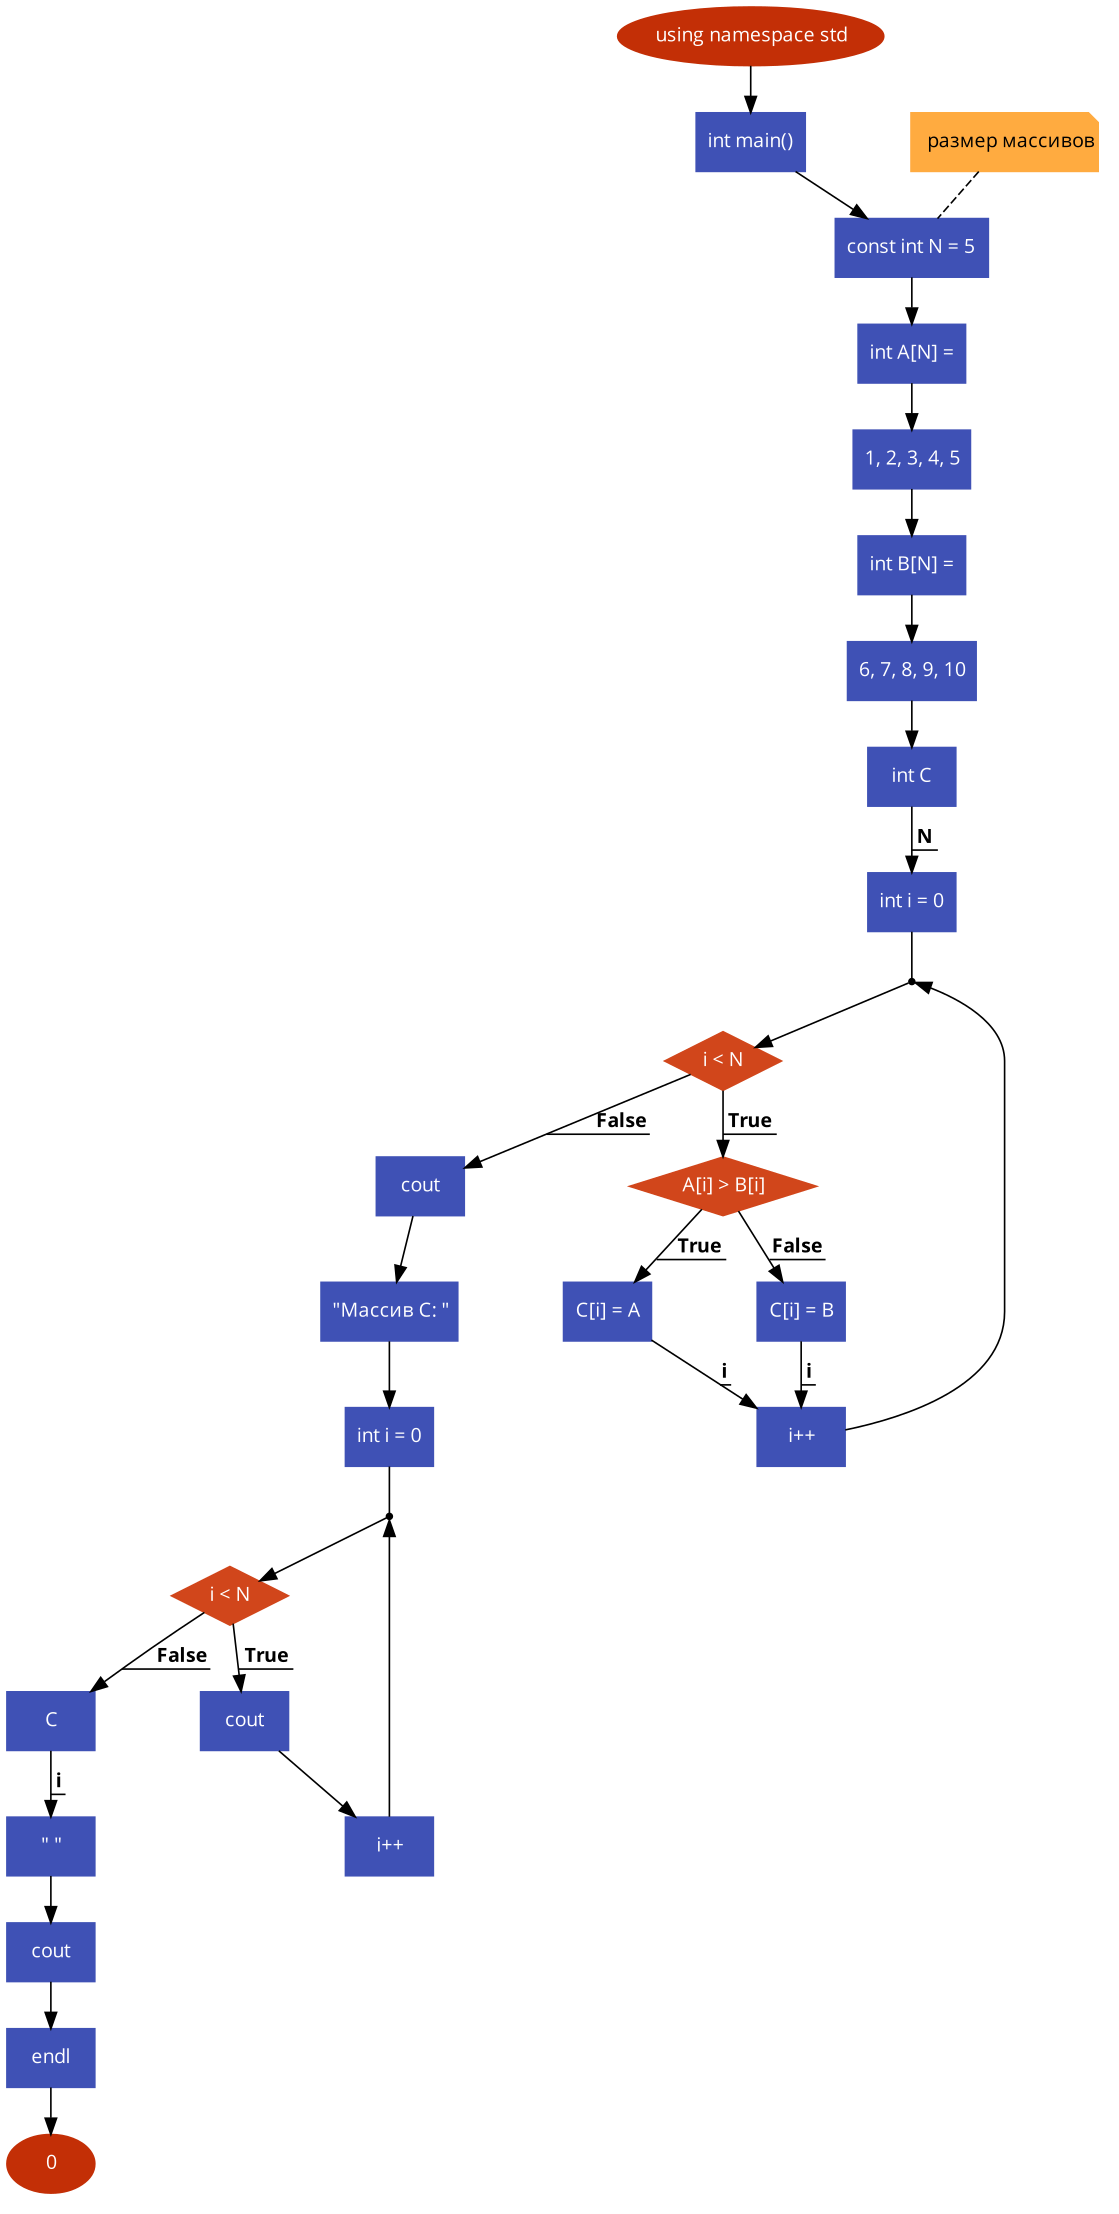 using namespace std
int main()
размер массивов
const int N = 5
int A[N] =
1, 2, 3, 4, 5
int B[N] =
6, 7, 8, 9, 10
int C
N
int i = 0
i < N
False
True
cout
A[i] > B[i]
True
False
"Массив C: "
C[i] = A
C[i] = B
i
i
int i = 0
i++
i < N
False
True
C
cout
i
" "
i++
cout
endl
0